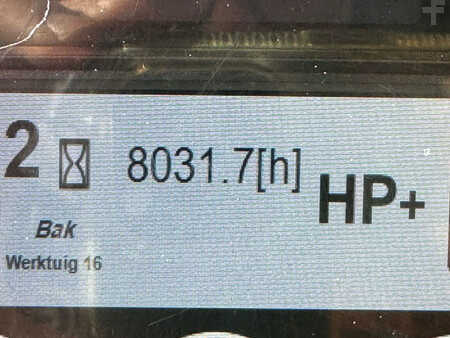 2 8031.7[h]
HP+
Bak
Werktuig 16